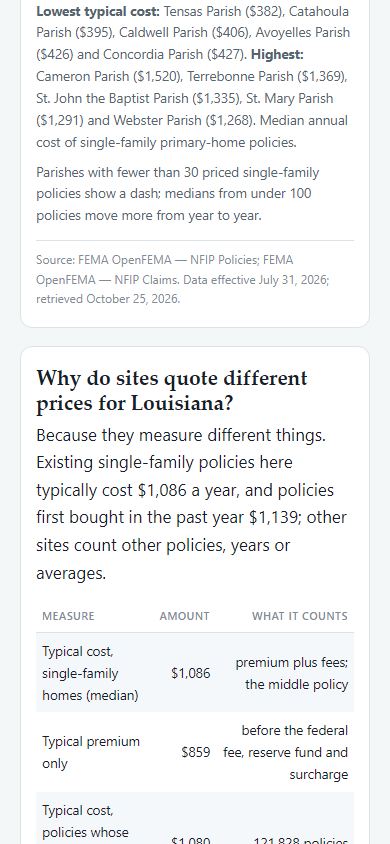 Lowest typical cost: Tensas Parish ($382), Catahoula
Parish ($395), Caldwell Parish ($406), Avoyelles Parish
($426) and Concordia Parish ($427). Highest:
Cameron Parish ($1,520), Terrebonne Parish ($1,369),
St. John the Baptist Parish ($1,335), St. Mary Parish
($1,291) and Webster Parish ($1,268). Median annual
cost of single-family primary-home policies.
Parishes with fewer than 30 priced single-family
policies show a dash; medians from under 100
policies move more from year to year.
Source: FEMA OpenFEMA — NFIP Policies; FEMA
OpenFEMA — NFIP Claims. Data effective July 31, 2026;
retrieved October 25, 2026.
Why do sites quote different
prices for Louisiana?
Because they measure different things.
Existing single-family policies here
typically cost $1,086 a year, and policies
first bought in the past year $1,139; other
sites count other policies, years or
averages.
MEASURE AMOUNT WHAT IT COUNTS
Typical cost,
single-family
homes (median)
$1,086
premium plus fees;
the middle policy
Typical premium
only
$859
before the federal
fee, reserve fund and
surcharge
Typical cost,
policies whose
$1,080
121,828 policies